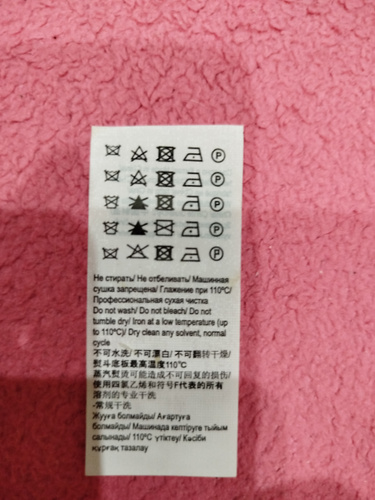 Не стирать/ Не отбеливать/ Машинная
сушка запрещена/ Глажение при 110ºC/
Профессиональная сухая чистка
Do not wash/ Do not bleach/ Do not
tumble dry/ Iron at a low temperature (up
to 110ºC)/ Dry clean any solvent, normal
cycle
不可水洗/ 不可漂白/ 不可翻转干燥/
熨斗底板最高温度110°C
蒸汽熨烫可能造成不可回复的损伤/
使用四氯乙烯和符号F代表的所有
溶剂的专业干洗
-常规干洗
Жууға болмайды/ Ағартуға
болмайды/ Машинада кептіруге тыйым
салынады/ 110ºC үтіктеу/ Кәсіби
құрғақ тазалау